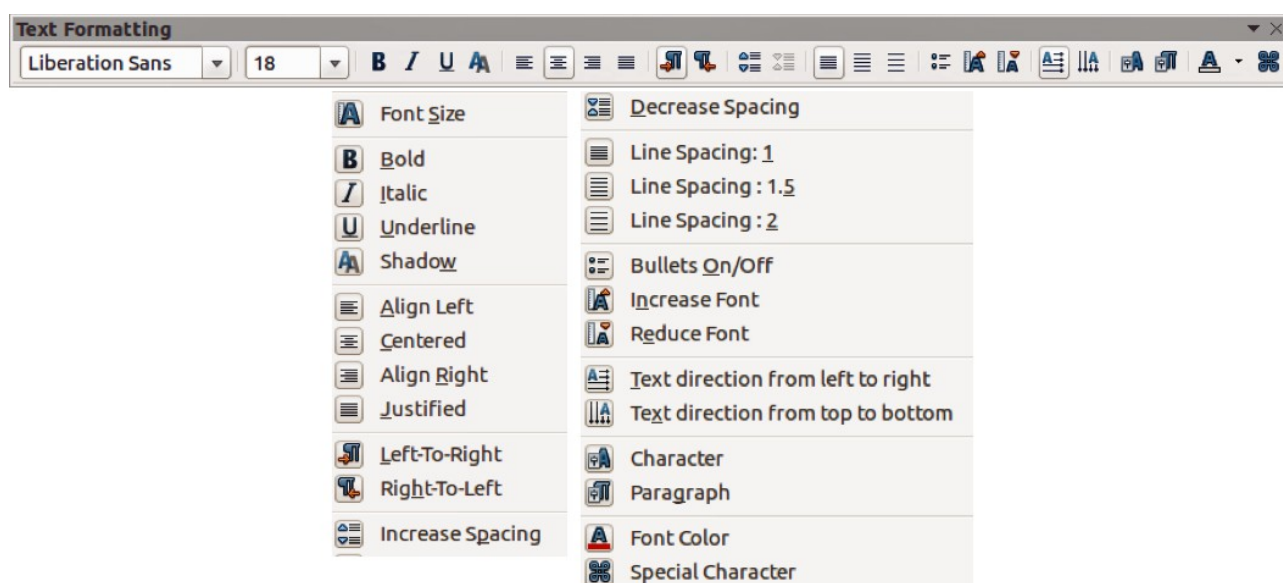 Text Formatting
Liberation Sans 18
Font Size
Bold
Italic
Underline
Shadow
Align Left
Centered
Align Right
Justified
Left-To-Right
Right-To-Left
Increase Spacing
Decrease Spacing
Line Spacing: 1
Line Spacing : 1.5
Line Spacing : 2
Bullets On/Off
Increase Font
Reduce Font
Text direction from left to right
Text direction from top to bottom
Character
Paragraph
Font Color
Special Character